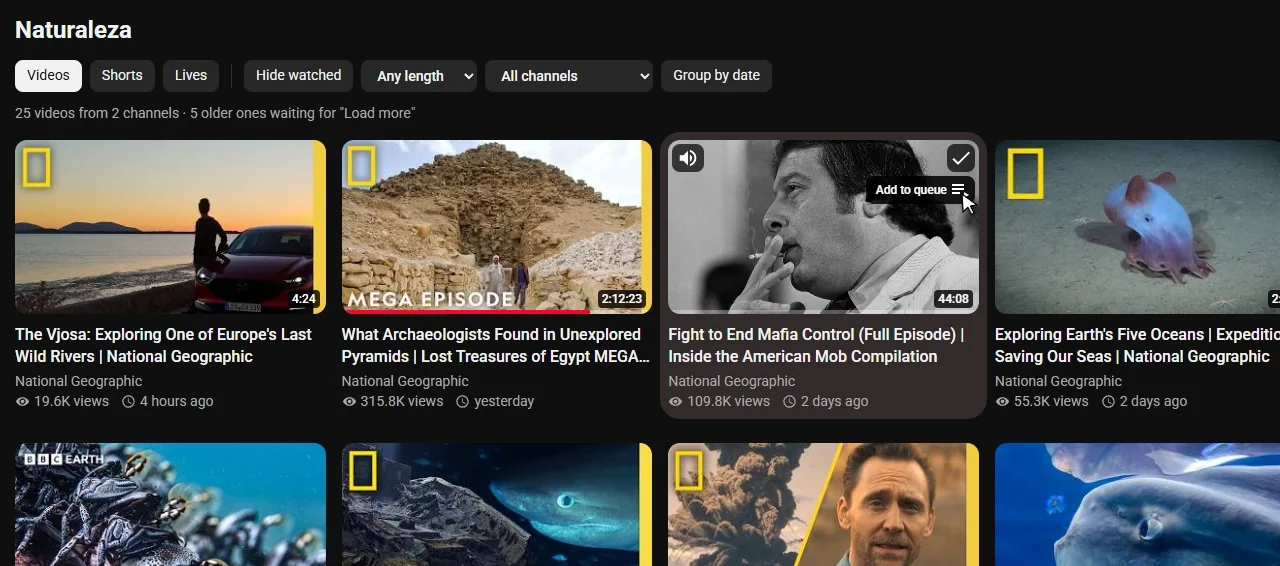 Naturaleza
Videos Shorts Lives Hide watched Any length All channels Group by date
25 videos from 2 channels · 5 older ones waiting for "Load more"
Add to queue
MEGA EPISODE
4:24
2:12:23
44:08
The Vjosa: Exploring One of Europe's Last
Wild Rivers | National Geographic
National Geographic
19.6K views 4 hours ago
What Archaeologists Found in Unexplored
Pyramids | Lost Treasures of Egypt MEGA...
National Geographic
315.8K views yesterday
Fight to End Mafia Control (Full Episode) |
Inside the American Mob Compilation
National Geographic
109.8K views 2 days ago
Exploring Earth's Five Oceans |
Saving Our Seas | National Geographic
National Geographic
55.3K views 2 days ago
BBC EARTH